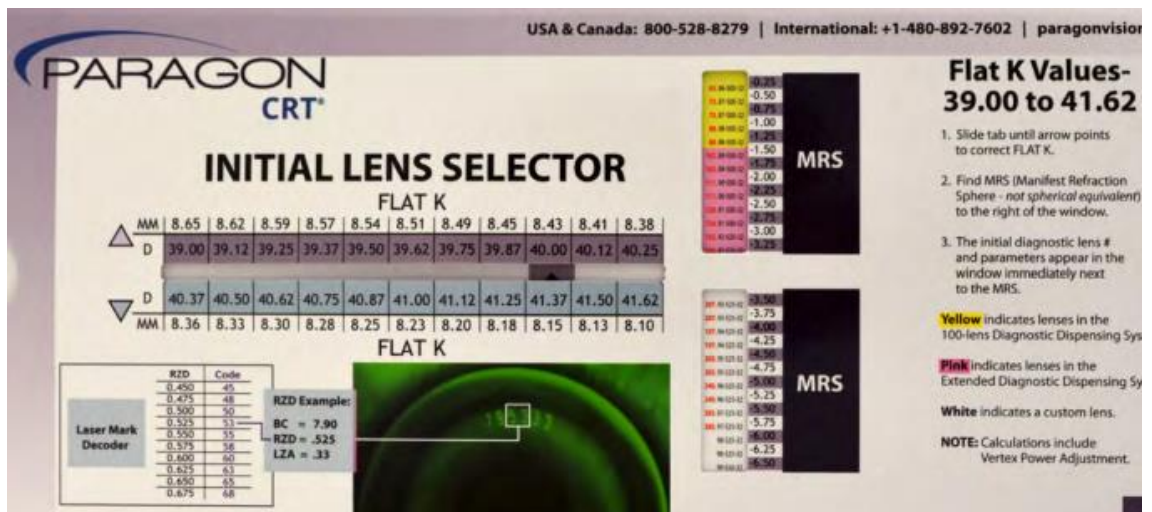 USA & Canada: 800-528-8279 | International: +1-480-892-7602 | paragonvision
PARAGON
CRT®
INITIAL LENS SELECTOR
FLAT K
MM 8.65 8.62 8.59 8.57 8.54 8.51 8.49 8.45 8.43 8.41 8.38
D 39.00 39.12 39.25 39.37 39.50 39.62 39.75 39.87 40.00 40.12 40.25
D 40.37 40.50 40.62 40.75 40.87 41.00 41.12 41.25 41.37 41.50 41.62
MM 8.36 8.33 8.30 8.28 8.25 8.23 8.20 8.18 8.15 8.13 8.10
FLAT K
Laser Mark
Decoder
RZD Code
0.450 45
0.475 48
0.500 50
0.525 53
0.550 55
0.575 58
0.600 60
0.625 63
0.650 65
0.675 68
RZD Example:
BC = 7.90
RZD = .525
LZA = .33
-0.25
-0.50
-0.75
-1.00
-1.25
-1.50
-1.75
-2.00
-2.25
-2.50
-2.75
-3.00
-3.25
MRS
-3.50
-3.75
-4.00
-4.25
-4.50
-4.75
-5.00
-5.25
-5.50
-5.75
-6.00
-6.25
-6.50
MRS
Flat K Values-
39.00 to 41.62
1. Slide tab until arrow points
to correct FLAT K.
2. Find MRS (Manifest Refraction
Sphere - not spherical equivalent)
to the right of the window.
3. The initial diagnostic lens #
and parameters appear in the
window immediately next
to the MRS.
Yellow indicates lenses in the
100-lens Diagnostic Dispensing Sys
Pink indicates lenses in the
Extended Diagnostic Dispensing Sy
White indicates a custom lens.
NOTE: Calculations include
Vertex Power Adjustment.